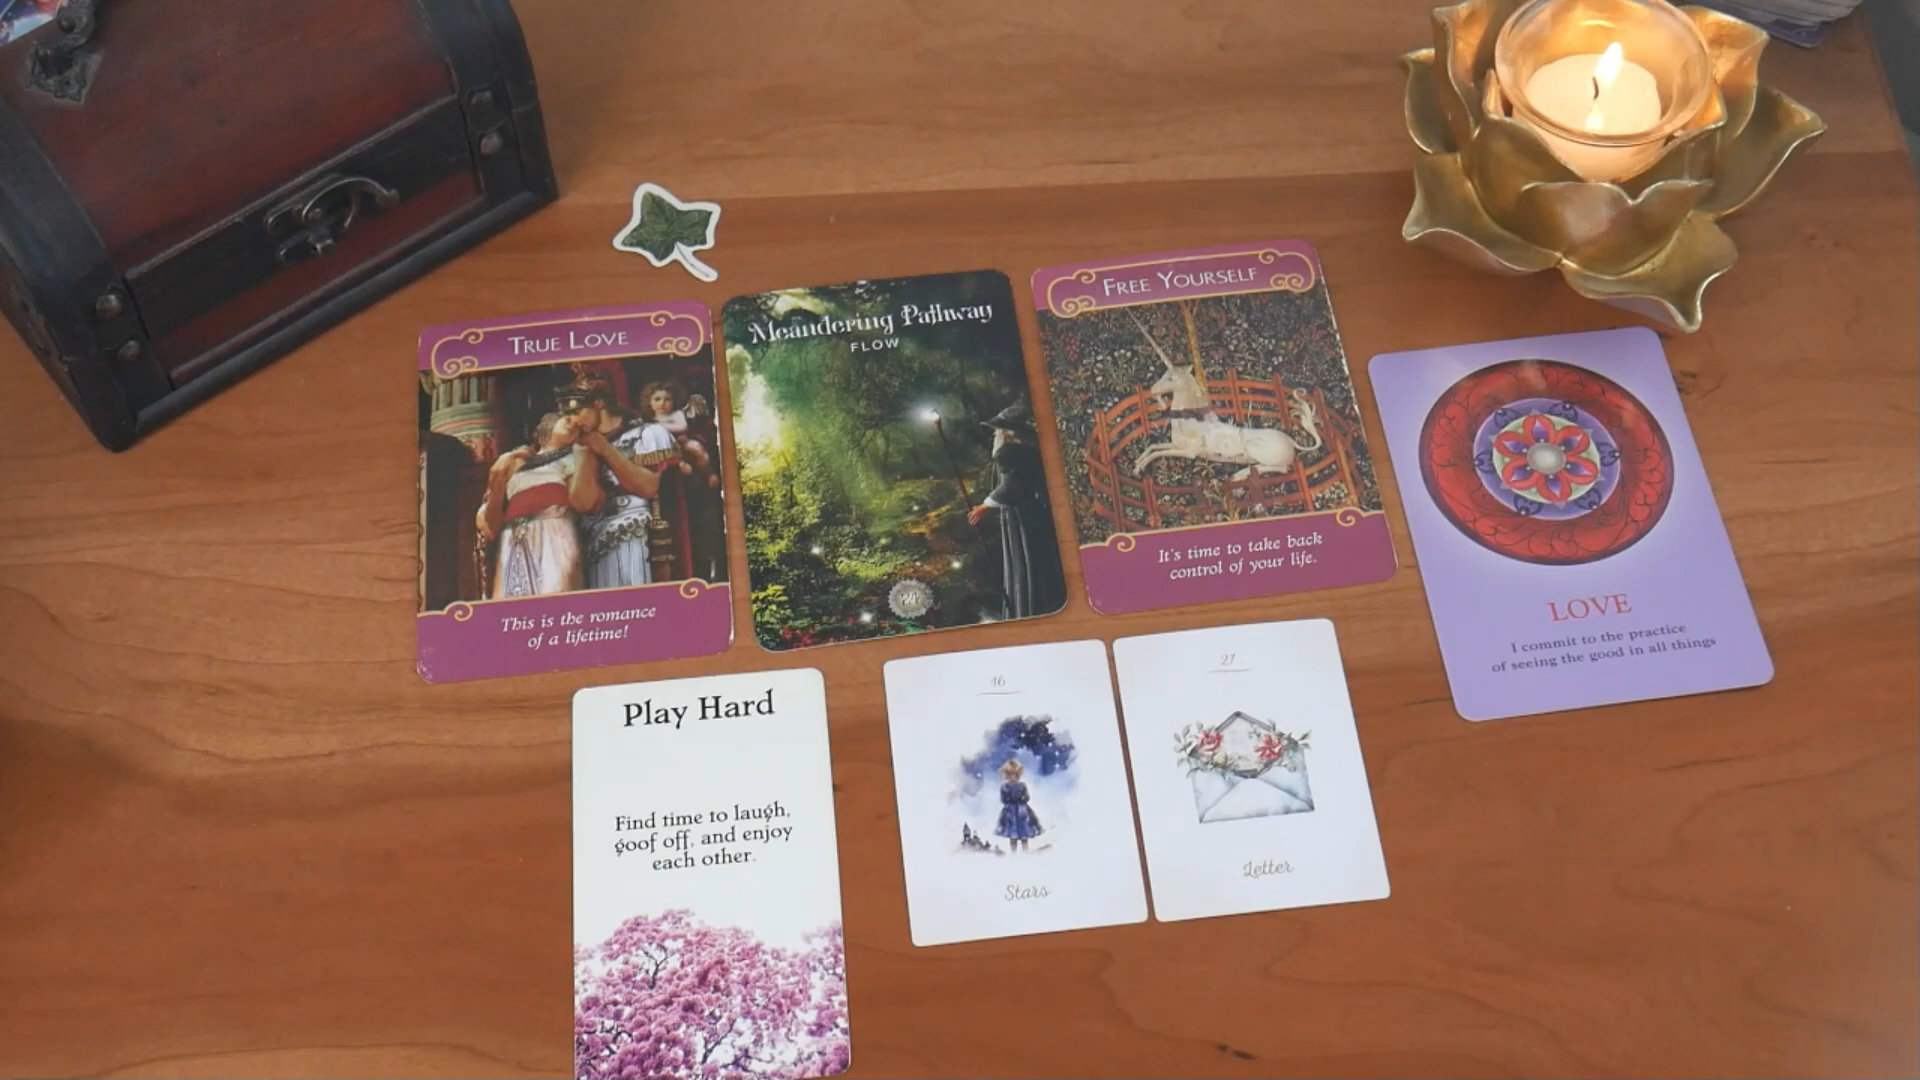 TRUE LOVE
This is the romance
of a lifetime!
Meandering Pathway
FLOW
24
FREE YOURSELF
It's time to take back
control of your life.
LOVE
I commit to the practice
of seeing the good in all things
Play Hard
Find time to laugh,
goof off, and enjoy
each other.
16
Stars
27
Letter